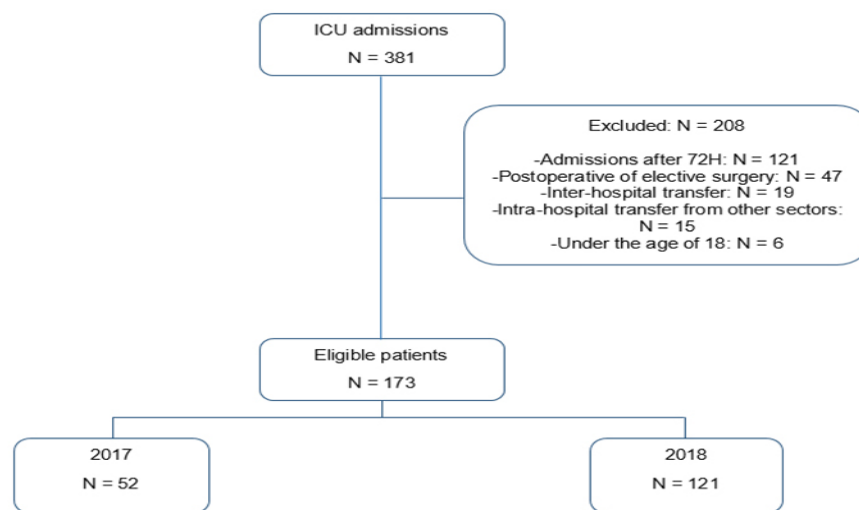 ICU admissions
N = 381
Excluded: N = 208
-Admissions after 72H: N = 121
-Postoperative of elective surgery: N = 47
-Inter-hospital transfer: N = 19
-Intra-hospital transfer from other sectors:
N = 15
-Under the age of 18: N = 6
Eligible patients
N = 173
2017
N = 52
2018
N = 121